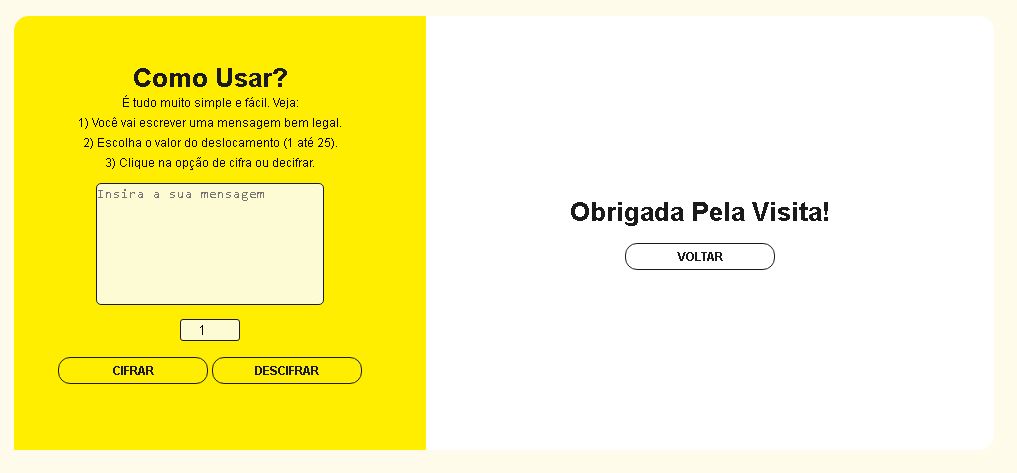 Como Usar?
É tudo muito simple e fácil. Veja:
1) Você vai escrever uma mensagem bem legal.
2) Escolha o valor do deslocamento (1 até 25).
3) Clique na opção de cifra ou decifrar.
Insira a sua mensagem
1
CIFRAR
DESCIFRAR
Obrigada Pela Visita!
VOLTAR